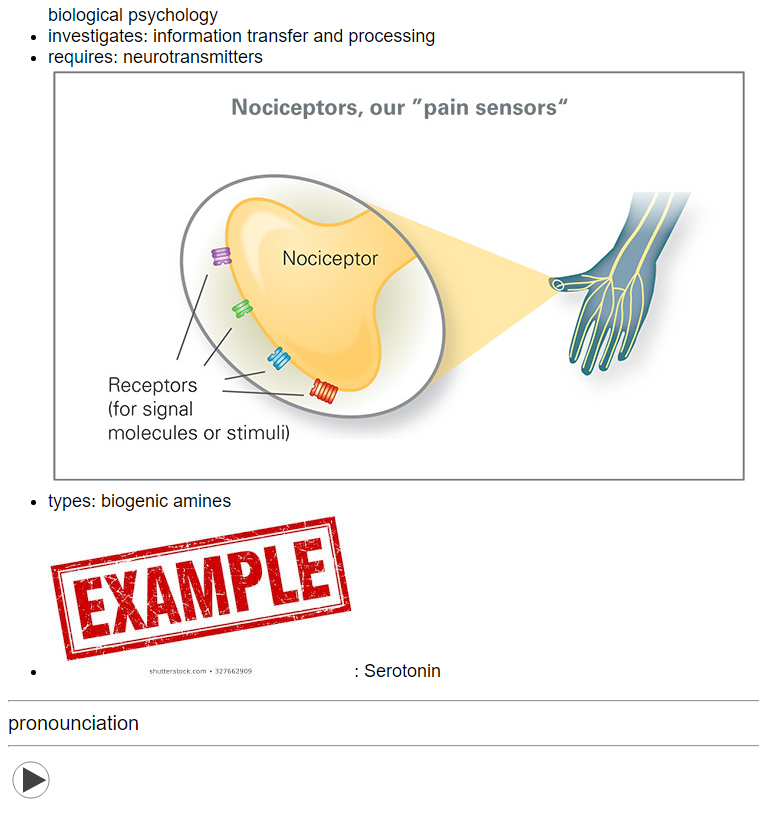 biological psychology
investigates: information transfer and processing
requires: neurotransmitters
Nociceptors, our ”pain sensors“
Nociceptor
Receptors
(for signal
molecules or stimuli)
types: biogenic amines
EXAMPLE
shutterstock.com • 327662909
: Serotonin
pronounciation